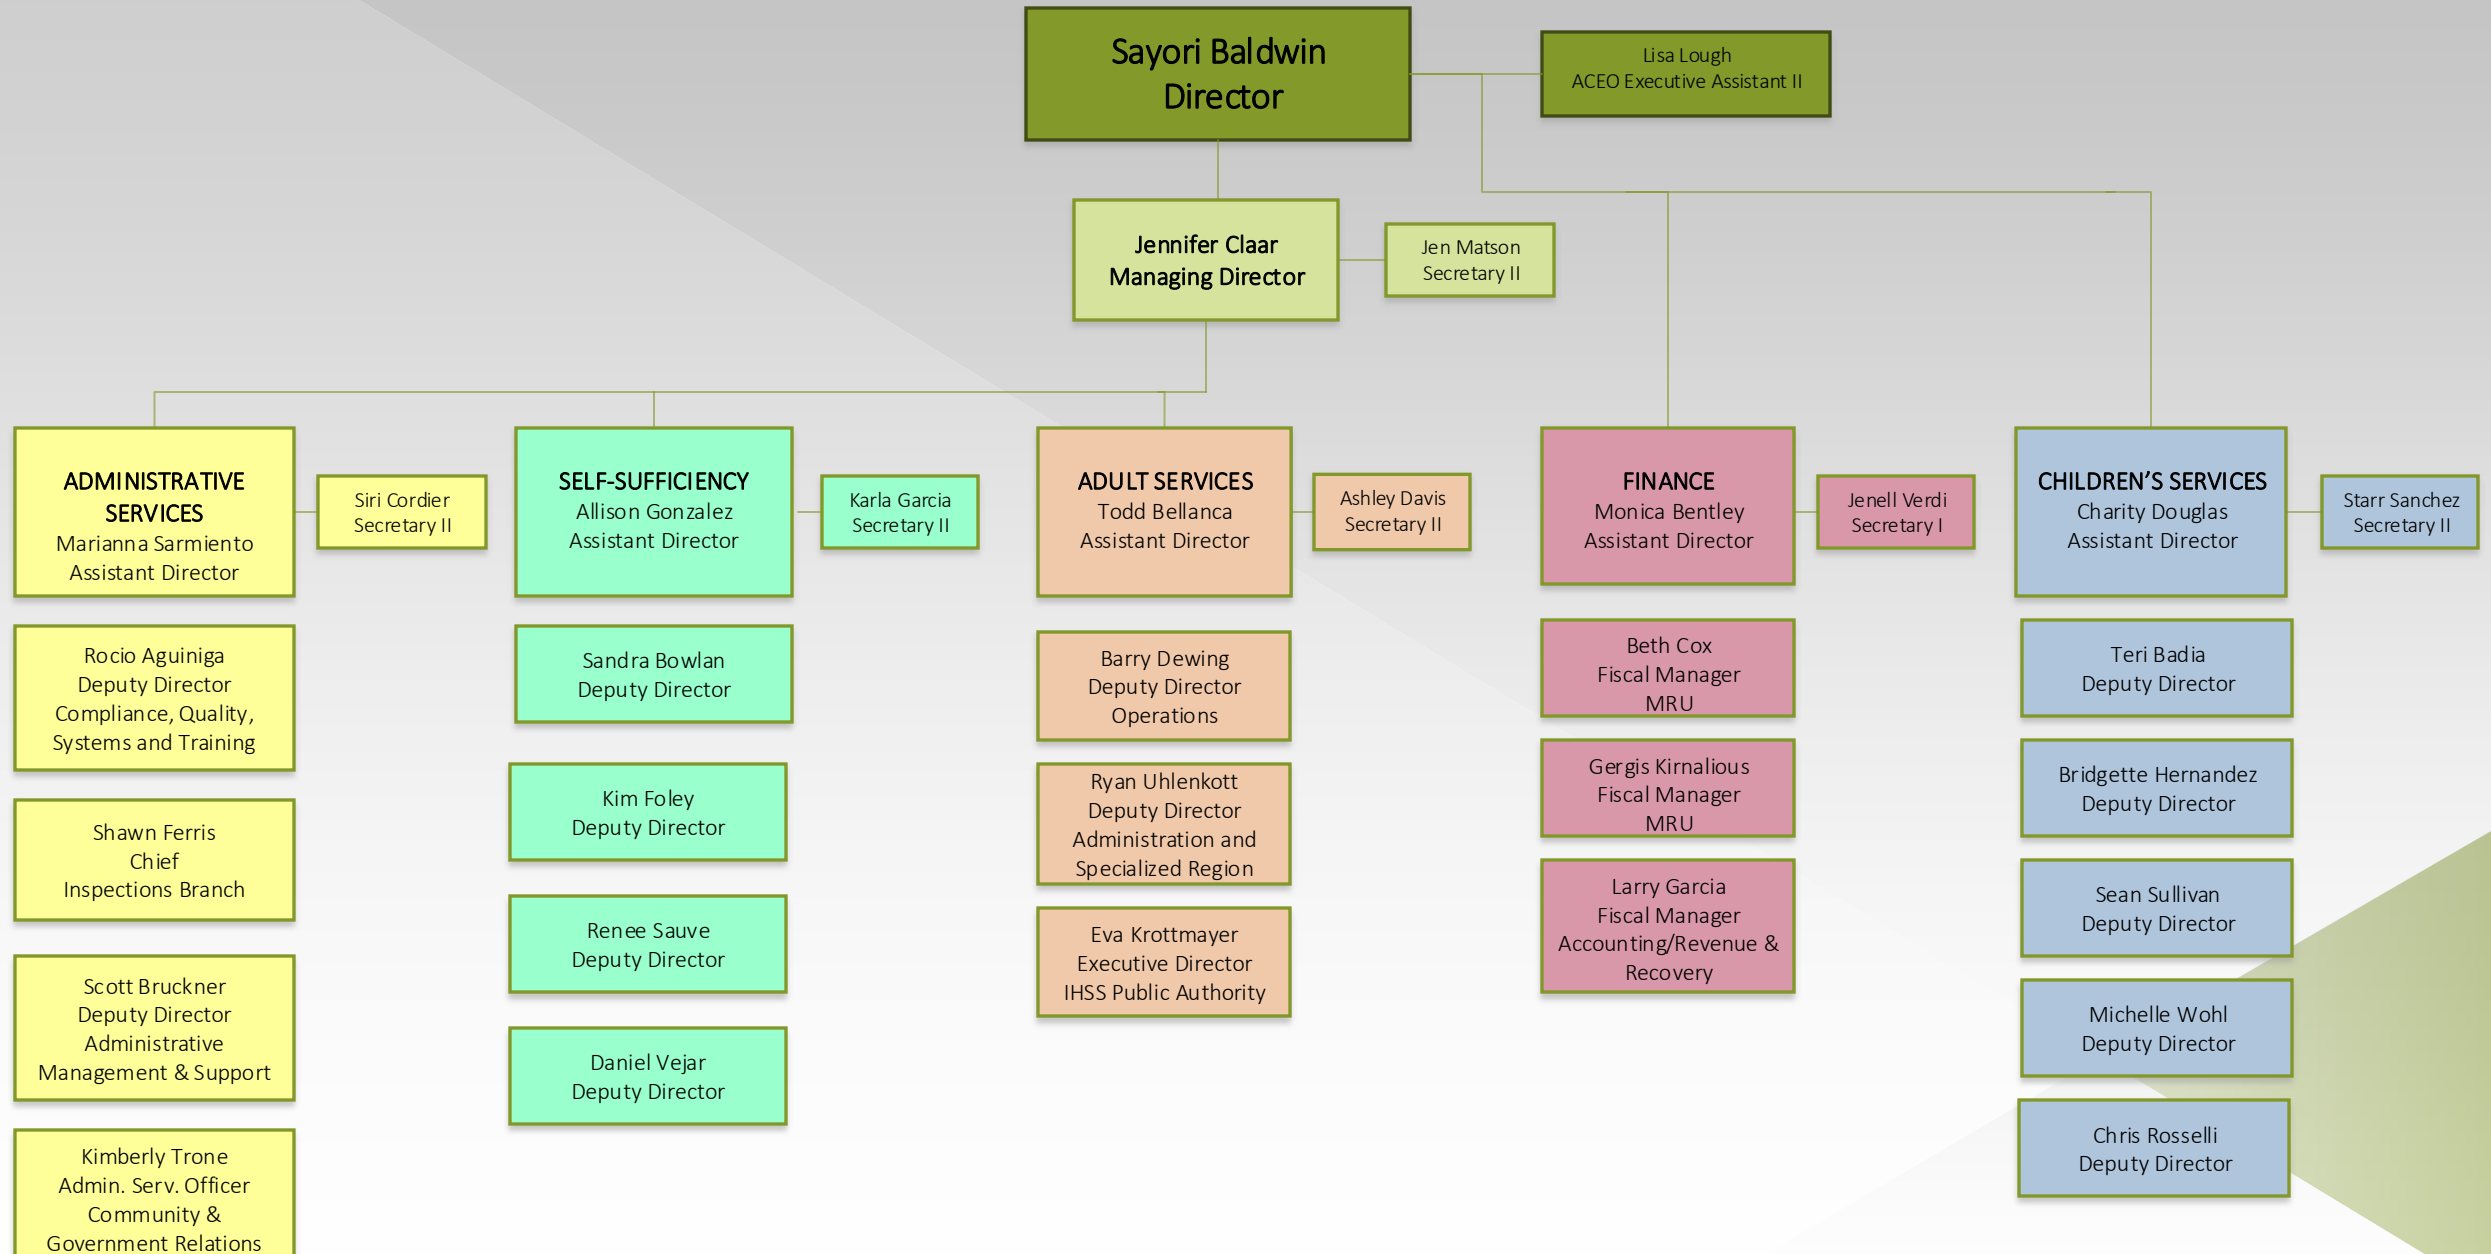 Sayori Baldwin
Director
Lisa Lough
ACEO Executive Assistant II
Jennifer Claar
Managing Director
Jen Matson
Secretary II
ADMINISTRATIVE
SERVICES
Marianna Sarmiento
Assistant Director
Siri Cordier
Secretary II
SELF-SUFFICIENCY
Allison Gonzalez
Assistant Director
Karla Garcia
Secretary II
ADULT SERVICES
Todd Bellanca
Assistant Director
Ashley Davis
Secretary II
FINANCE
Monica Bentley
Assistant Director
Jenell Verdi
Secretary I
CHILDREN’S SERVICES
Charity Douglas
Assistant Director
Starr Sanchez
Secretary II
Rocio Aguiniga
Deputy Director
Compliance, Quality,
Systems and Training
Shawn Ferris
Chief
Inspections Branch
Scott Bruckner
Deputy Director
Administrative
Management & Support
Kimberly Trone
Admin. Serv. Officer
Community &
Government Relations
Sandra Bowlan
Deputy Director
Kim Foley
Deputy Director
Renee Sauve
Deputy Director
Daniel Vejar
Deputy Director
Barry Dewing
Deputy Director
Operations
Ryan Uhlenkott
Deputy Director
Administration and
Specialized Region
Eva Krottmayer
Executive Director
IHSS Public Authority
Beth Cox
Fiscal Manager
MRU
Gergis Kirnalious
Fiscal Manager
MRU
Larry Garcia
Fiscal Manager
Accounting/Revenue &
Recovery
Teri Badia
Deputy Director
Bridgette Hernandez
Deputy Director
Sean Sullivan
Deputy Director
Michelle Wohl
Deputy Director
Chris Rosselli
Deputy Director